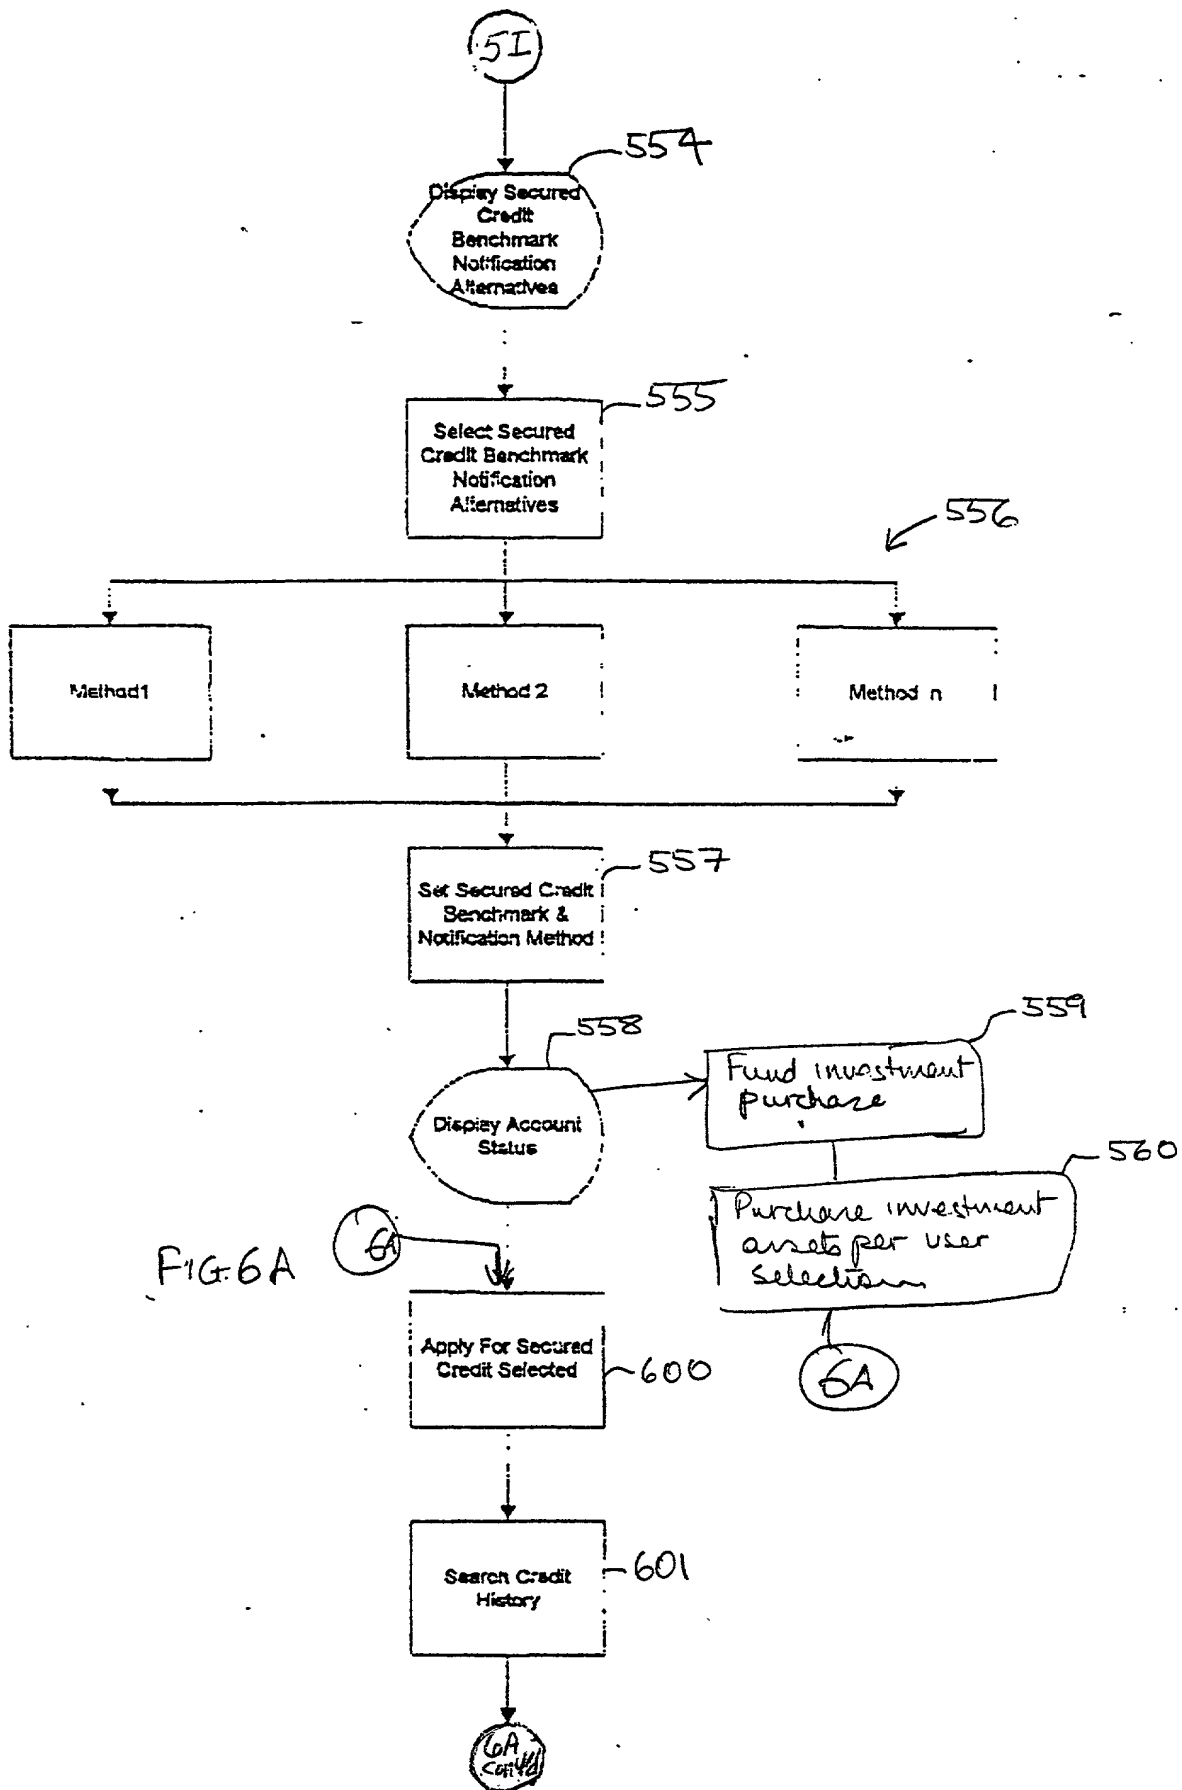 5I
554
Display Secured
Credit
Benchmark
Notification
Alternatives
555
Select Secured
Credit Benchmark
Notification
Alternatives
556
Method 1
Method 2
Method n
557
Set Secured Credit
Benchmark &
Notification Method
558
Display Account
Status
559
Fund investment
purchase
560
Purchase investment
assets per user
selection
6A
FIG. 6A
6A
Apply For Secured
Credit Selected
600
Search Credit
History
601
6A
cont'd